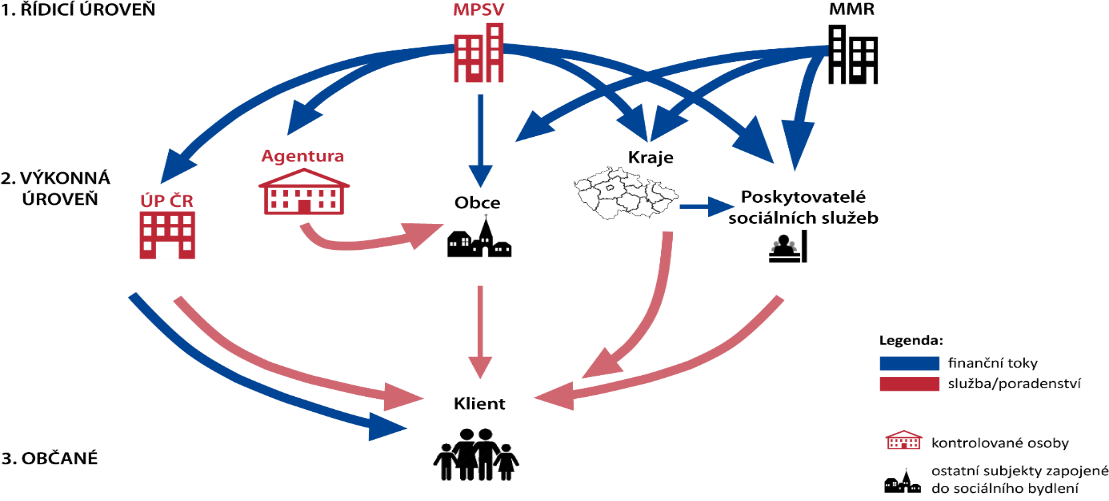 1. ŘÍDICÍ ÚROVEŇ
MPSV
MMR
2. VÝKONNÁ
ÚROVEŇ
ÚP ČR
Agentura
Obce
Kraje
Poskytovatelé
sociálních služeb
Klient
3. OBČANÉ
Legenda:
finanční toky
služba/poradenství
kontrolované osoby
ostatní subjekty zapojené
do sociálního bydlení